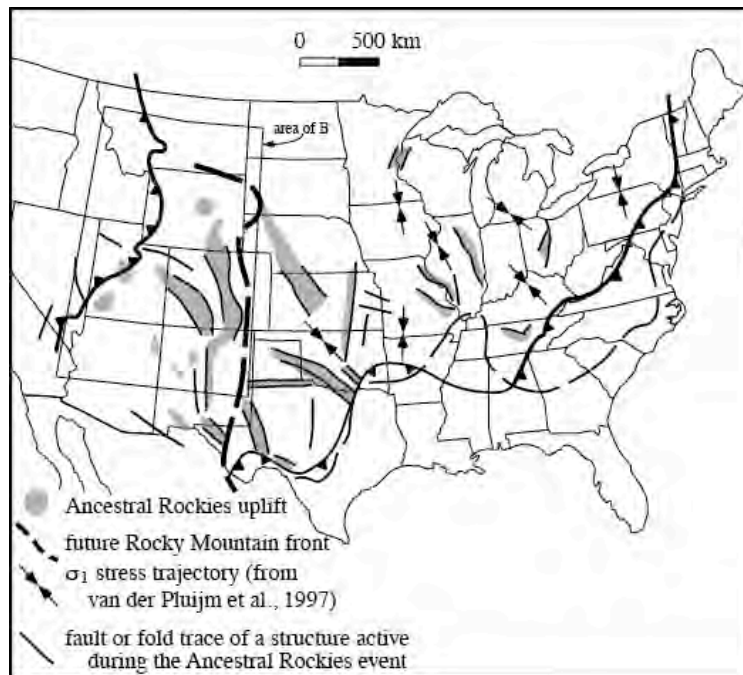 0 500 km
area of B
Ancestral Rockies uplift
future Rocky Mountain front
σ1 stress trajectory (from
van der Pluijm et al., 1997)
fault or fold trace of a structure active
during the Ancestral Rockies event